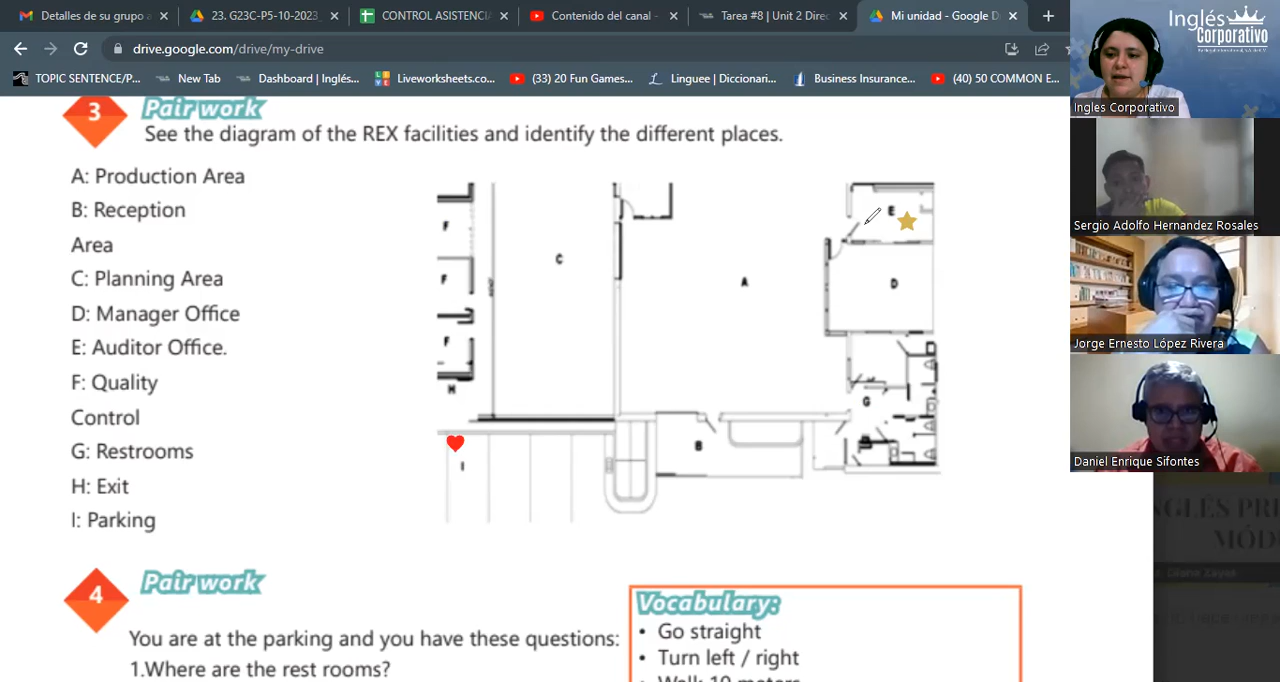 Detalles de su grupo a
23. G23C-P5-10-2023_
CONTROL ASISTENCIA
Contenido del canal -
Tarea #8 | Unit 2 Direc
Mi unidad - Google D
drive.google.com/drive/my-drive
TOPIC SENTENCE/P...
New Tab
Dashboard | Inglés...
Liveworksheets.co...
(33) 20 Fun Games...
Linguee | Diccionari...
Business Insurance...
(40) 50 COMMON E...
Inglés
Corporativo
Ingles Corporativo
Sergio Adolfo Hernandez Rosales
Jorge Ernesto López Rivera
Daniel Enrique Sifontes
3
Pair work
See the diagram of the REX facilities and identify the different places.
A: Production Area
B: Reception
Area
C: Planning Area
D: Manager Office
E: Auditor Office.
F: Quality
Control
G: Restrooms
H: Exit
I: Parking
F
F
F
H
I
C
A
B
E
D
G
4
Pair work
You are at the parking and you have these questions:
1.Where are the rest rooms?
Vocabulary:
• Go straight
• Turn left / right
• Walk 10 meters